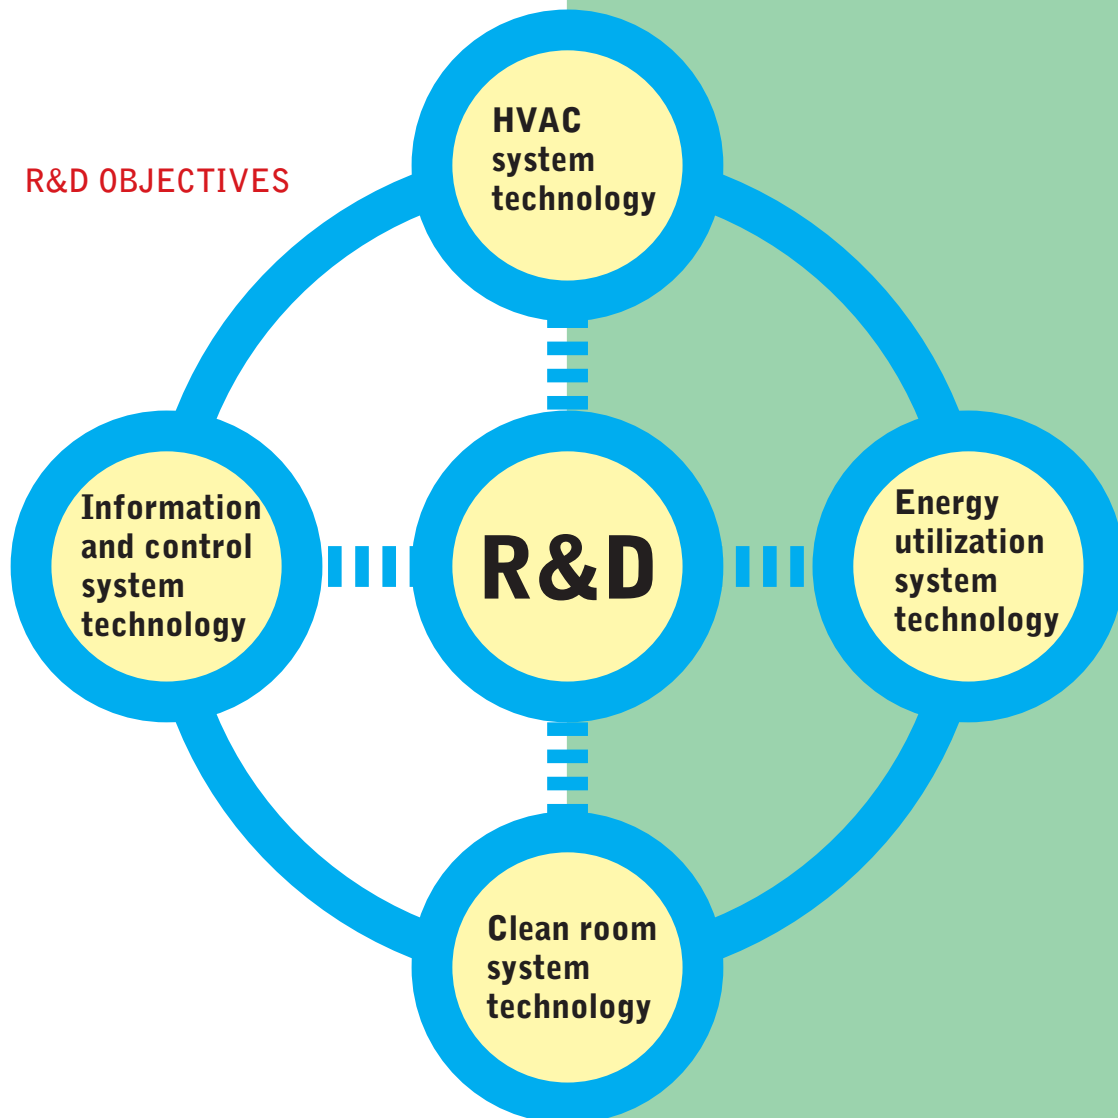 R&D OBJECTIVES
HVAC
system
technology
Information
and control
system
technology
R&D
Energy
utilization
system
technology
Clean room
system
technology